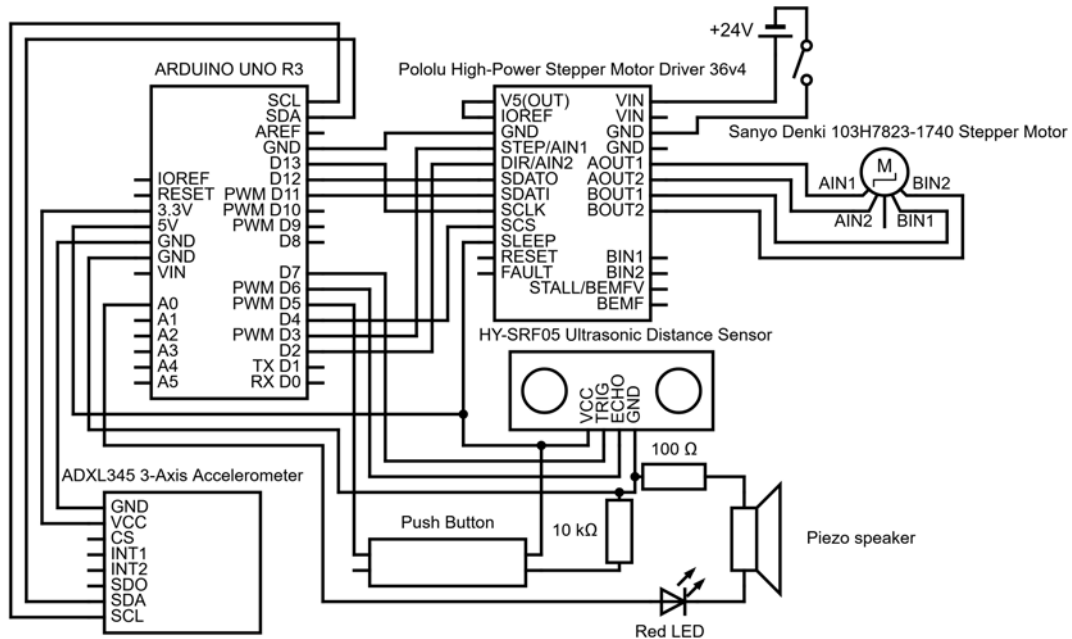 +24V
ARDUINO UNO R3
Pololu High-Power Stepper Motor Driver 36v4
SCL
SDA
AREF
GND
D13
D12
PWM D11
PWM D10
PWM D9
D8
D7
PWM D6
PWM D5
D4
PWM D3
D2
TX D1
RX D0
IOREF
RESET
3.3V
5V
GND
GND
VIN
A0
A1
A2
A3
A4
A5
V5(OUT)
IOREF
GND
STEP/AIN1
DIR/AIN2
SDATO
SDATI
SCLK
SCS
SLEEP
RESET
FAULT
VIN
VIN
GND
GND
AOUT1
AOUT2
BOUT1
BOUT2
BIN1
BIN2
STALL/BEMFV
BEMF
Sanyo Denki 103H7823-1740 Stepper Motor
M
AIN1
BIN2
AIN2
BIN1
HY-SRF05 Ultrasonic Distance Sensor
VCC
TRIG
ECHO
GND
100 Ω
ADXL345 3-Axis Accelerometer
GND
VCC
CS
INT1
INT2
SDO
SDA
SCL
Push Button
10 kΩ
Piezo speaker
Red LED